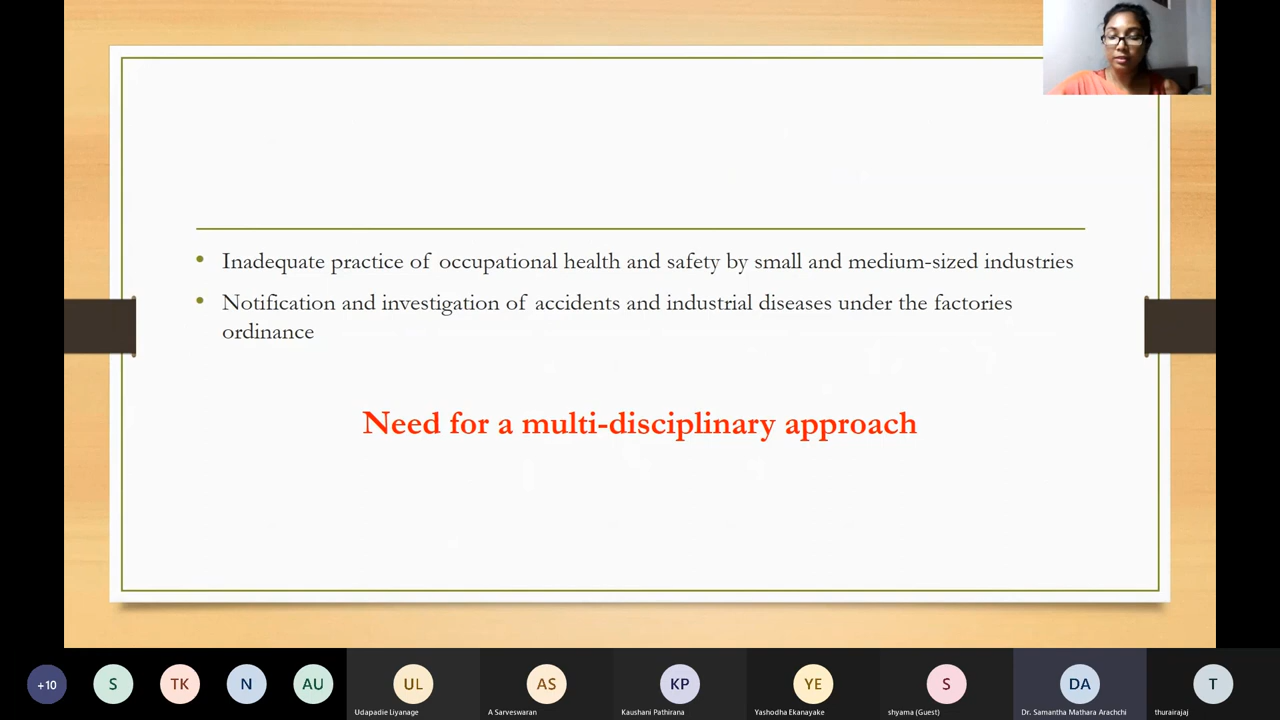 • Inadequate practice of occupational health and safety by small and medium-sized industries
• Notification and investigation of accidents and industrial diseases under the factories
ordinance
Need for a multi-disciplinary approach
+10
S
TK
N
AU
UL
AS
KP
YE
S
DA
T
Udapadie Liyanage
A Sarveswaran
Kaushani Pathirana
Yashodha Ekanayake
shyama (Guest)
Dr. Samantha Mathara Arachchi
thurairajaj